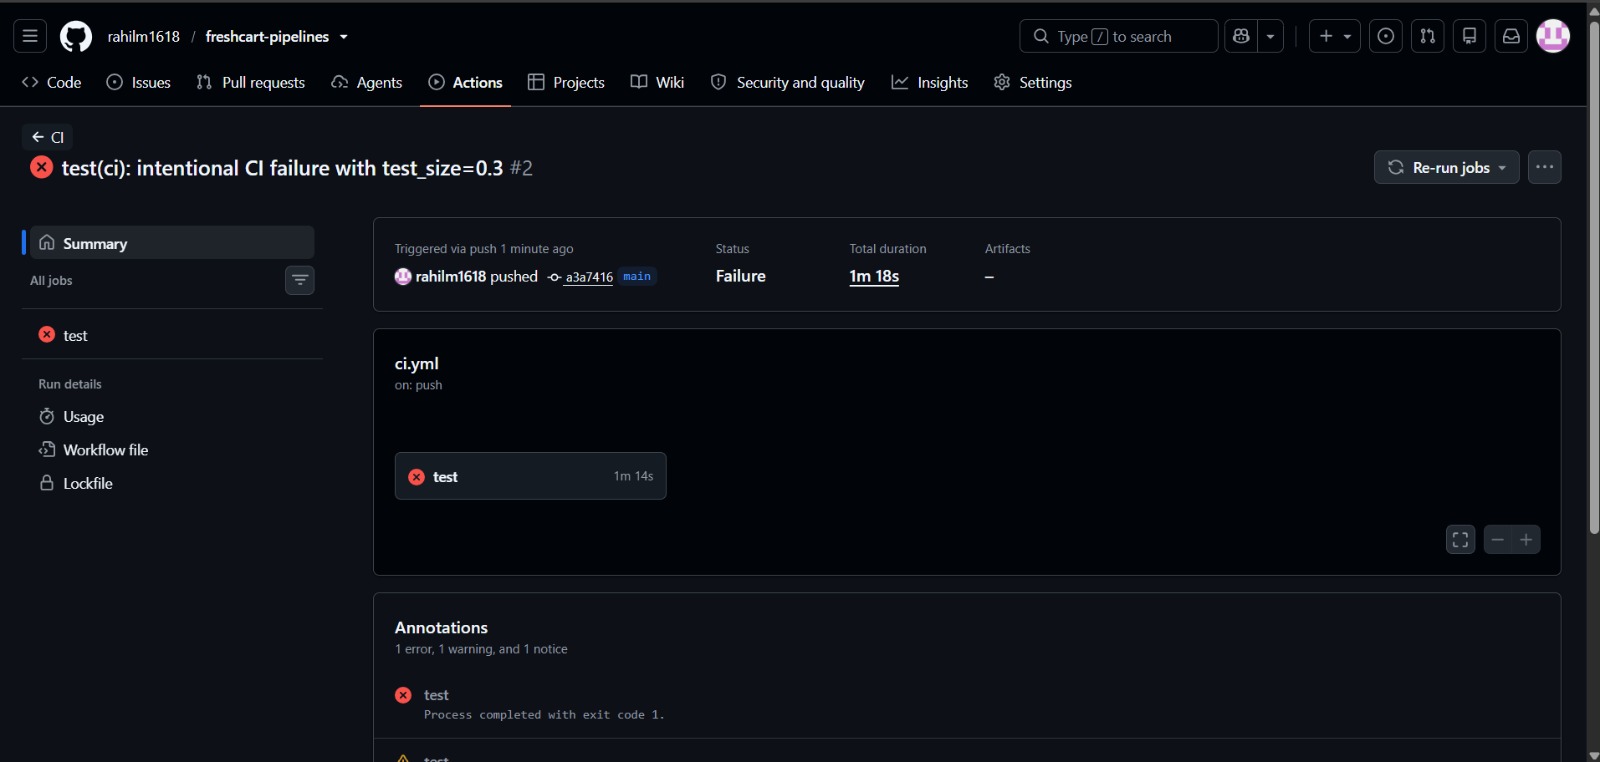 rahilm1618 / freshcart-pipelines
Type / to search
Code
Issues
Pull requests
Agents
Actions
Projects
Wiki
Security and quality
Insights
Settings
← CI
test(ci): intentional CI failure with test_size=0.3 #2
Re-run jobs
Summary
All jobs
test
Run details
Usage
Workflow file
Lockfile
Triggered via push 1 minute ago
rahilm1618 pushed a3a7416 main
Status
Failure
Total duration
1m 18s
Artifacts
–
ci.yml
on: push
test 1m 14s
Annotations
1 error, 1 warning, and 1 notice
test
Process completed with exit code 1.
test